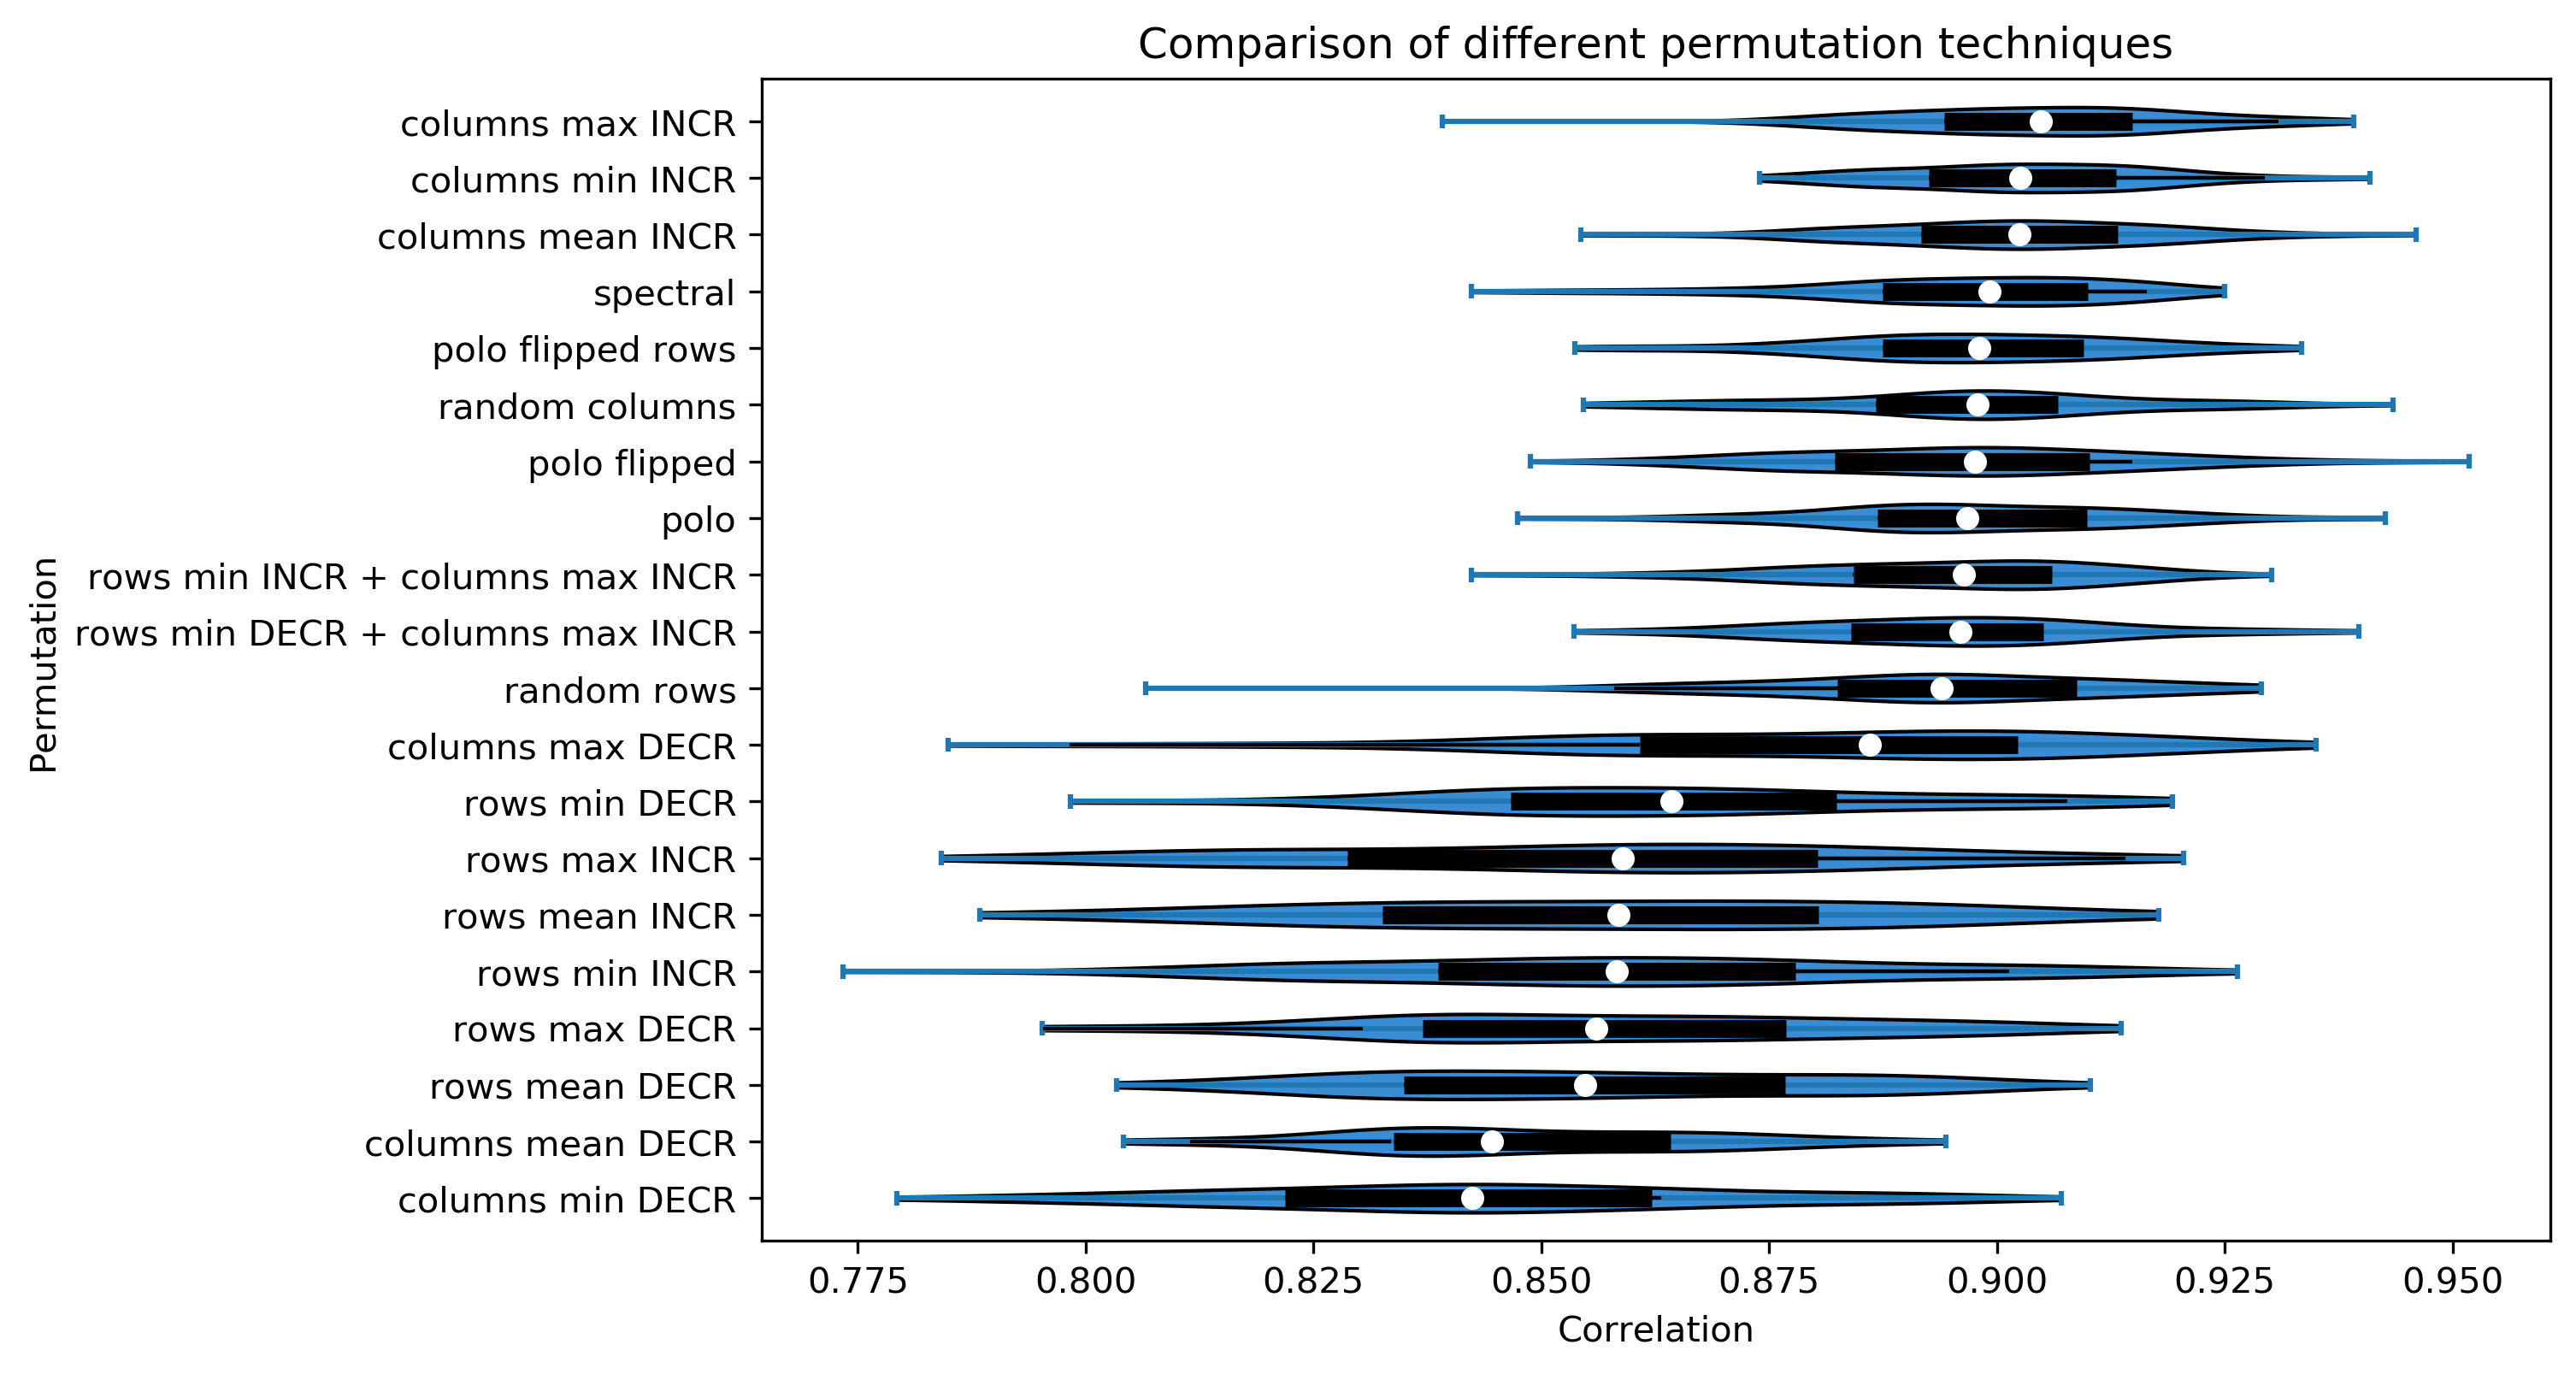 Comparison of different permutation techniques
Permutation
columns max INCR
columns min INCR
columns mean INCR
spectral
polo flipped rows
random columns
polo flipped
polo
rows min INCR + columns max INCR
rows min DECR + columns max INCR
random rows
columns max DECR
rows min DECR
rows max INCR
rows mean INCR
rows min INCR
rows max DECR
rows mean DECR
columns mean DECR
columns min DECR
0.775 0.800 0.825 0.850 0.875 0.900 0.925 0.950
Correlation